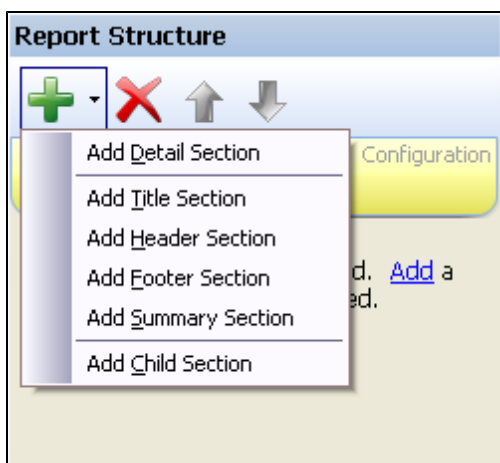 Report Structure
Add Detail Section
Configuration
Add Title Section
Add Header Section
Add Footer Section
d. Add a
Add Summary Section
ed.
Add Child Section